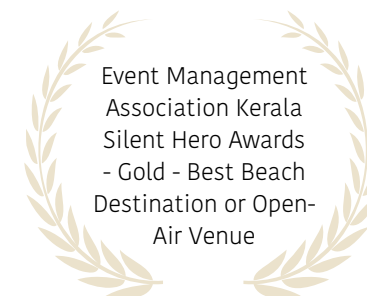 Event Management
Association Kerala
Silent Hero Awards
- Gold - Best Beach
Destination or Open-
Air Venue